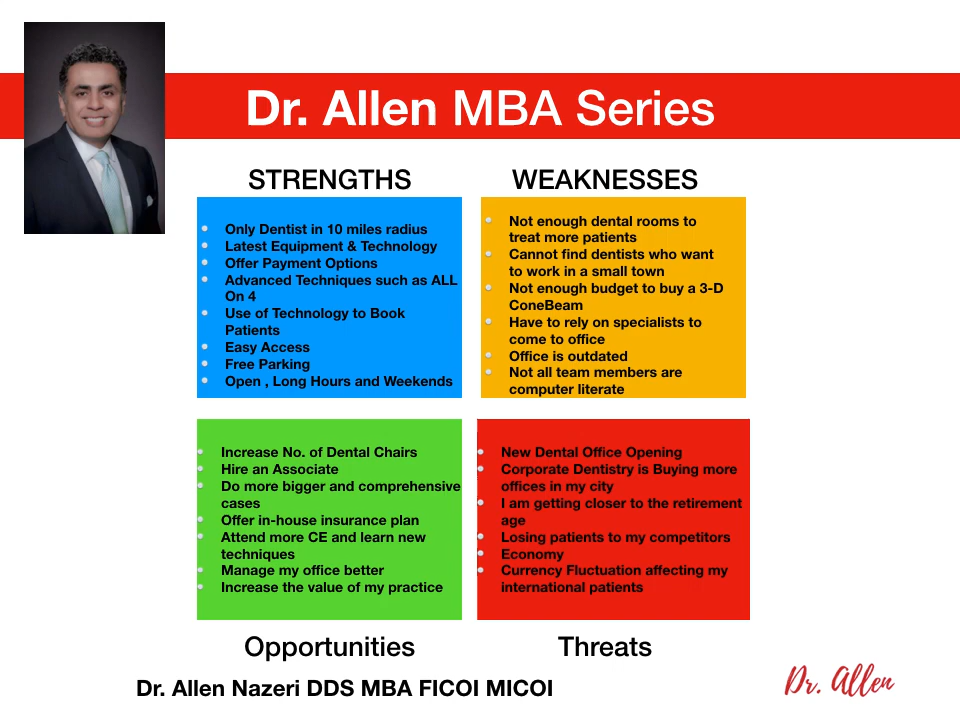 Dr. Allen MBA Series
STRENGTHS
Only Dentist in 10 miles radius
Latest Equipment & Technology
Offer Payment Options
Advanced Techniques such as ALL
On 4
Use of Technology to Book
Patients
Easy Access
Free Parking
Open , Long Hours and Weekends
WEAKNESSES
Not enough dental rooms to
treat more patients
Cannot find dentists who want
to work in a small town
Not enough budget to buy a 3-D
ConeBeam
Have to rely on specialists to
come to office
Office is outdated
Not all team members are
computer literate
Increase No. of Dental Chairs
Hire an Associate
Do more bigger and comprehensive
cases
Offer in-house insurance plan
Attend more CE and learn new
techniques
Manage my office better
Increase the value of my practice
Opportunities
New Dental Office Opening
Corporate Dentistry is Buying more
offices in my city
I am getting closer to the retirement
age
Losing patients to my competitors
Economy
Currency Fluctuation affecting my
international patients
Threats
Dr. Allen Nazeri DDS MBA FICOI MICOI
Dr. Allen